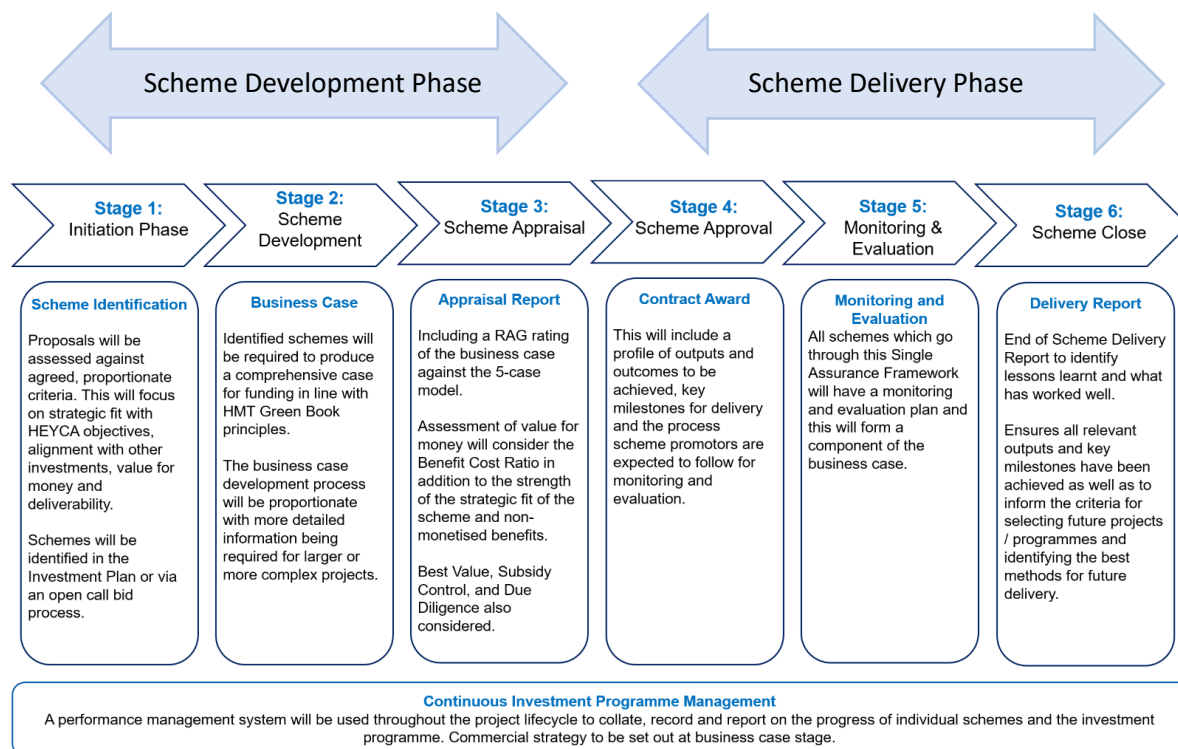 Scheme Development Phase
Scheme Delivery Phase
Stage 1:
Initiation Phase
Stage 2:
Scheme
Development
Stage 3:
Scheme Appraisal
Stage 4:
Scheme Approval
Stage 5:
Monitoring &
Evaluation
Stage 6:
Scheme Close
Scheme Identification
Proposals will be
assessed against
agreed, proportionate
criteria. This will focus
on strategic fit with
HEYCA objectives,
alignment with other
investments, value for
money and
deliverability.
Schemes will be
identified in the
Investment Plan or via
an open call bid
process.
Business Case
Identified schemes will
be required to produce
a comprehensive case
for funding in line with
HMT Green Book
principles.
The business case
development process
will be proportionate
with more detailed
information being
required for larger or
more complex projects.
Appraisal Report
Including a RAG rating
of the business case
against the 5-case
model.
Assessment of value for
money will consider the
Benefit Cost Ratio in
addition to the strength
of the strategic fit of the
scheme and non-
monetised benefits.
Best Value, Subsidy
Control, and Due
Diligence also
considered.
Contract Award
This will include a
profile of outputs and
outcomes to be
achieved, key
milestones for delivery
and the process
scheme promotors are
expected to follow for
monitoring and
evaluation.
Monitoring and
Evaluation
All schemes which go
through this Single
Assurance Framework
will have a monitoring
and evaluation plan and
this will form a
component of the
business case.
Delivery Report
End of Scheme Delivery
Report to identify
lessons learnt and what
has worked well.
Ensures all relevant
outputs and key
milestones have been
achieved as well as to
inform the criteria for
selecting future projects
/ programmes and
identifying the best
methods for future
delivery.
Continuous Investment Programme Management
A performance management system will be used throughout the project lifecycle to collate, record and report on the progress of individual schemes and the investment
programme. Commercial strategy to be set out at business case stage.